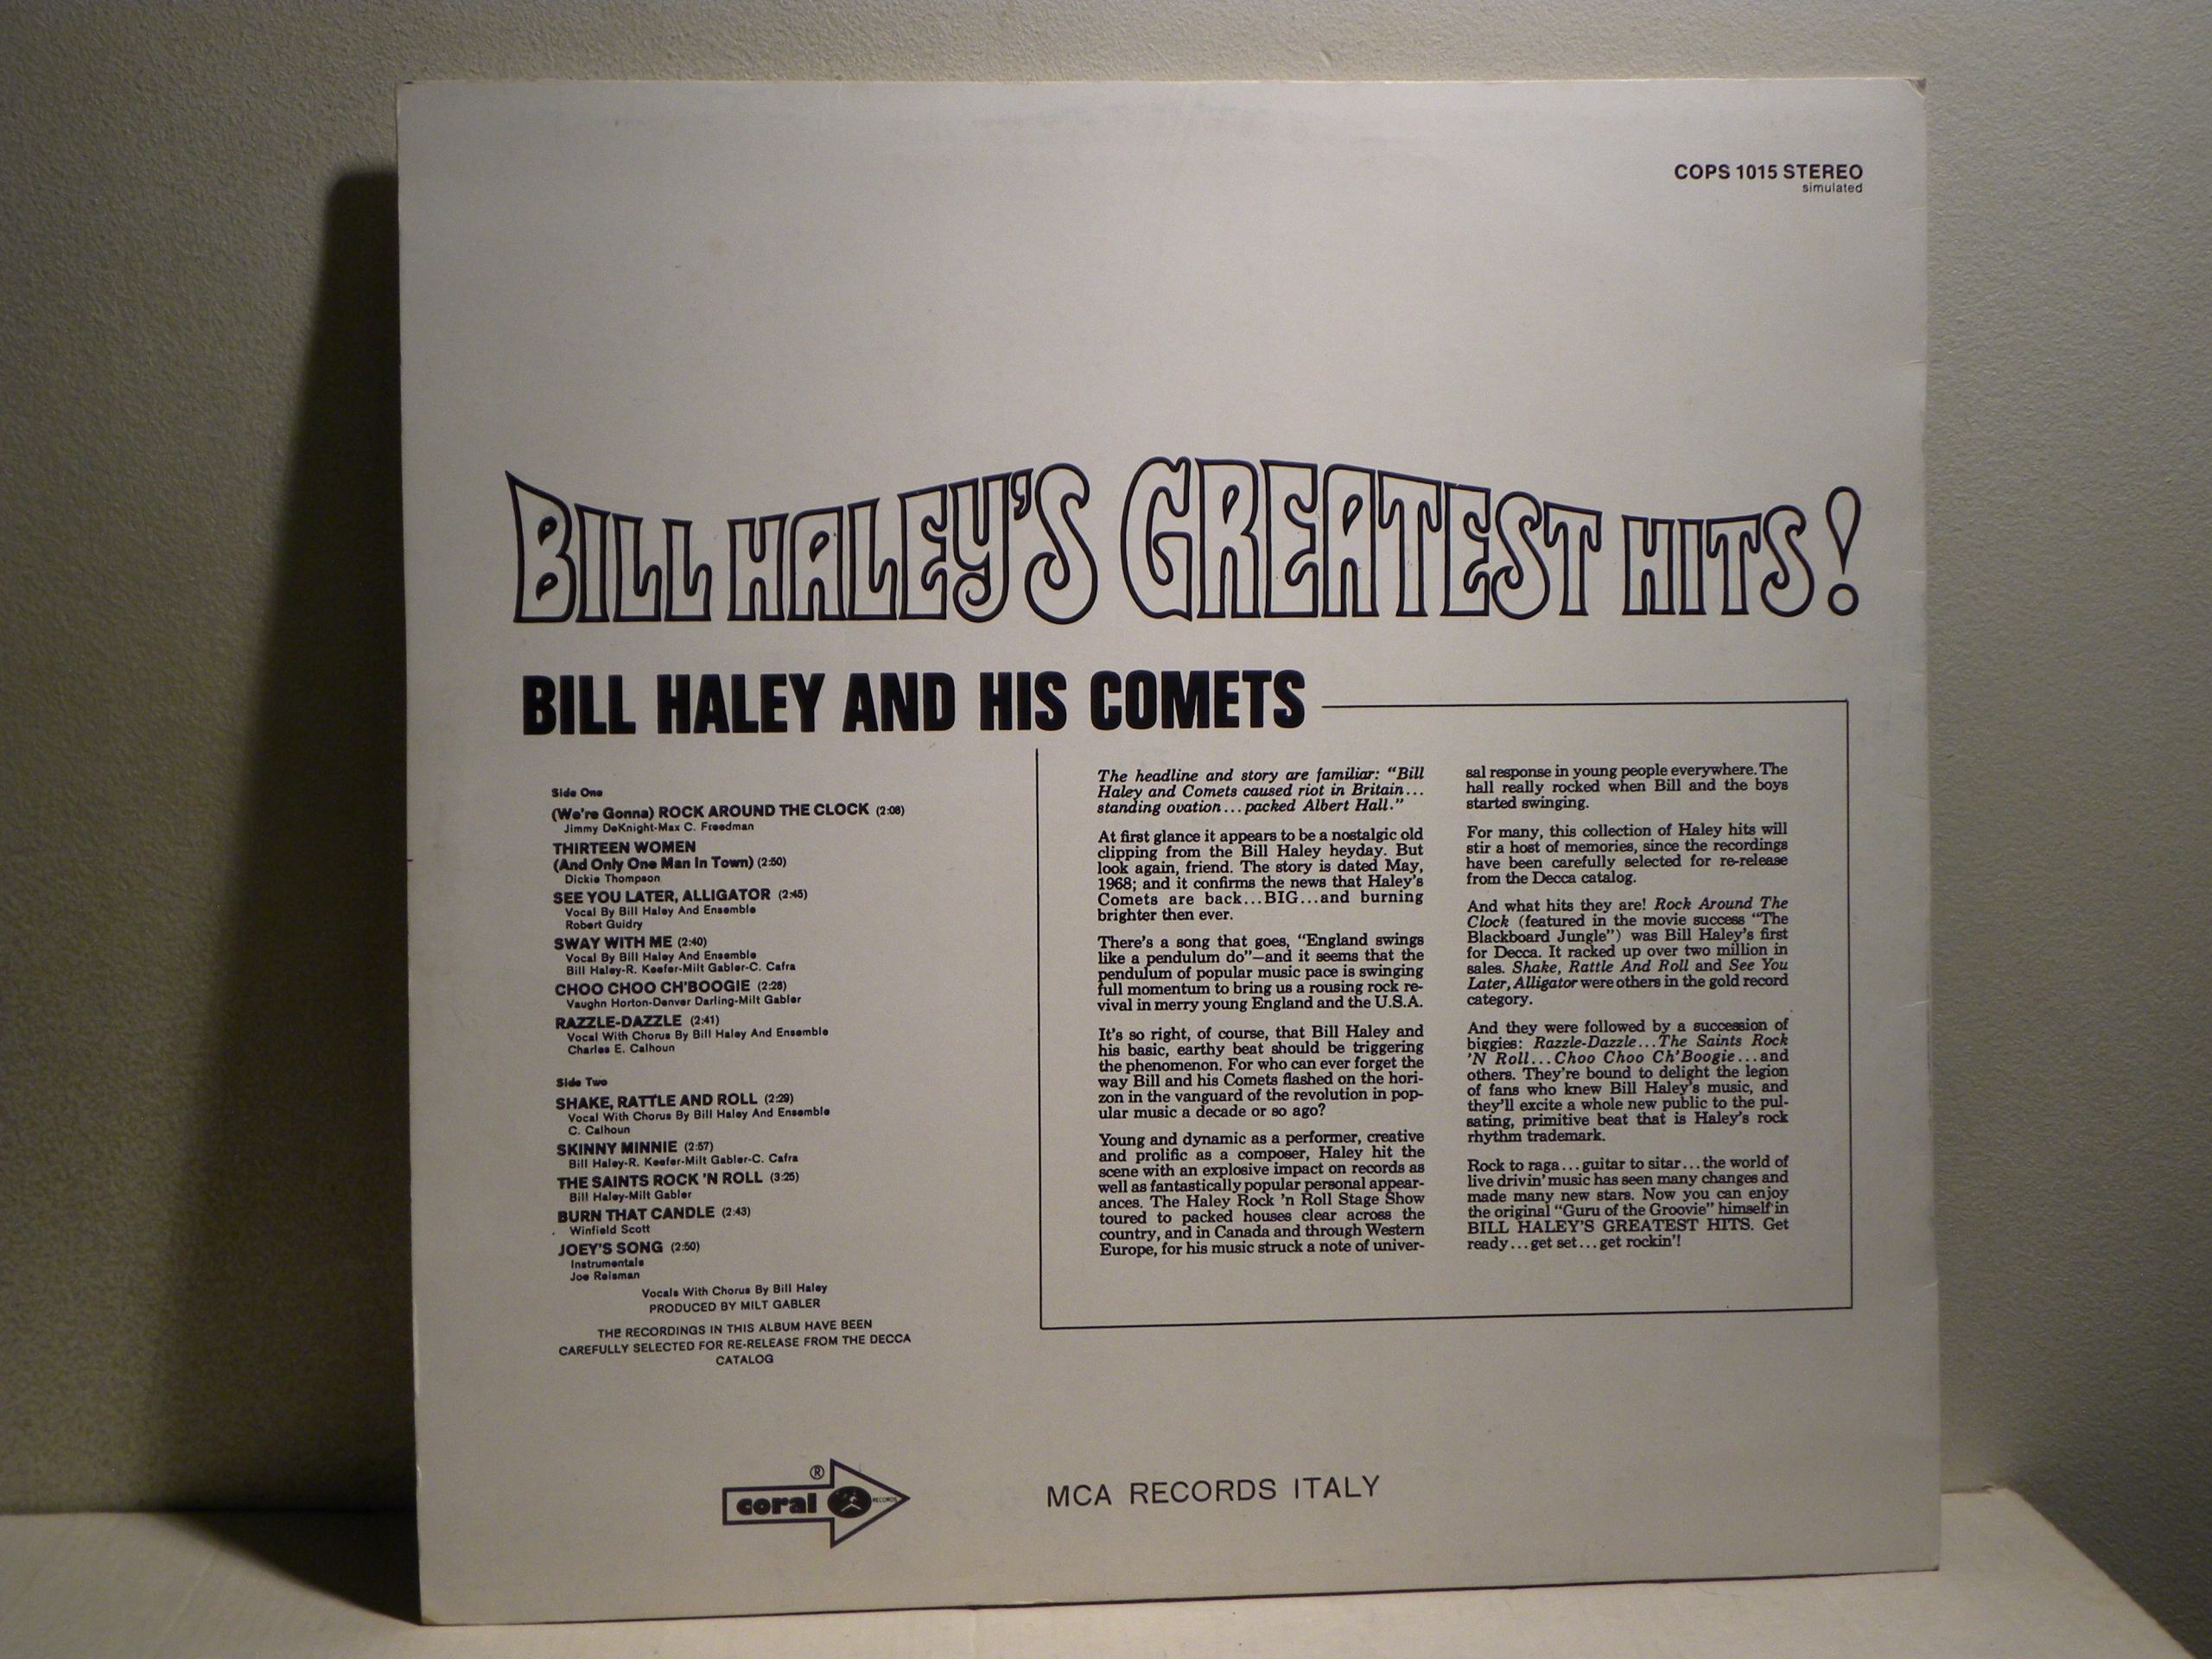 COPS 1015 STEREO
simulated
BILL HALEY'S GREATEST HITS!
BILL HALEY AND HIS COMETS
Side One
(We're Gonna) ROCK AROUND THE CLOCK (2:08)
Jimmy DeKnight-Max C. Freedman
THIRTEEN WOMEN
(And Only One Man In Town) (2:50)
Dickie Thompson
SEE YOU LATER, ALLIGATOR (2:45)
Vocal By Bill Haley And Ensemble
Robert Guidry
SWAY WITH ME (2:40)
Vocal By Bill Haley And Ensemble
Bill Haley-R. Keefer-Milt Gabler-C. Cafra
CHOO CHOO CH'BOOGIE (2:28)
Vaughn Horton-Denver Darling-Milt Gabler
RAZZLE-DAZZLE (2:41)
Vocal With Chorus By Bill Haley And Ensemble
Charles E. Calhoun
Side Two
SHAKE, RATTLE AND ROLL (2:29)
Vocal With Chorus By Bill Haley And Ensemble
C. Calhoun
SKINNY MINNIE (2:57)
Bill Haley-R. Keefer-Milt Gabler-C. Cafra
THE SAINTS ROCK 'N ROLL (3:25)
Bill Haley-Milt Gabler
BURN THAT CANDLE (2:43)
Winfield Scott
JOEY'S SONG (2:50)
Instrumentals
Joe Reisman
Vocals With Chorus By Bill Haley
PRODUCED BY MILT GABLER
THE RECORDINGS IN THIS ALBUM HAVE BEEN
CAREFULLY SELECTED FOR RE-RELEASE FROM THE DECCA
CATALOG
The headline and story are familiar: "Bill
Haley and Comets caused riot in Britain...
standing ovation...packed Albert Hall."
At first glance it appears to be a nostalgic old
clipping from the Bill Haley heyday. But
look again, friend. The story is dated May,
1968; and it confirms the news that Haley's
Comets are back...BIG...and burning
brighter then ever.
There's a song that goes, "England swings
like a pendulum do"—and it seems that the
pendulum of popular music pace is swinging
full momentum to bring us a rousing rock re-
vival in merry young England and the U.S.A.
It's so right, of course, that Bill Haley and
his basic, earthy beat should be triggering
the phenomenon. For who can ever forget the
way Bill and his Comets flashed on the hori-
zon in the vanguard of the revolution in pop-
ular music a decade or so ago?
Young and dynamic as a performer, creative
and prolific as a composer, Haley hit the
scene with an explosive impact on records as
well as fantastically popular personal appear-
ances. The Haley Rock 'n Roll Stage Show
toured to packed houses clear across the
country, and in Canada and through Western
Europe, for his music struck a note of univer-
sal response in young people everywhere. The
hall really rocked when Bill and the boys
started swinging.
For many, this collection of Haley hits will
stir a host of memories, since the recordings
have been carefully selected for re-release
from the Decca catalog.
And what hits they are! Rock Around The
Clock (featured in the movie success "The
Blackboard Jungle") was Bill Haley's first
for Decca. It racked up over two million in
sales. Shake, Rattle And Roll and See You
Later, Alligator were others in the gold record
category.
And they were followed by a succession of
biggies: Razzle-Dazzle...The Saints Rock
'N Roll...Choo Choo Ch'Boogie...and
others. They're bound to delight the legion
of fans who knew Bill Haley's music, and
they'll excite a whole new public to the pul-
sating, primitive beat that is Haley's rock
rhythm trademark.
Rock to raga...guitar to sitar...the world of
live drivin' music has seen many changes and
made many new stars. Now you can enjoy
the original "Guru of the Groovie" himself in
BILL HALEY'S GREATEST HITS. Get
ready...get set...get rockin'!
®
coral RECORDS
MCA RECORDS ITALY